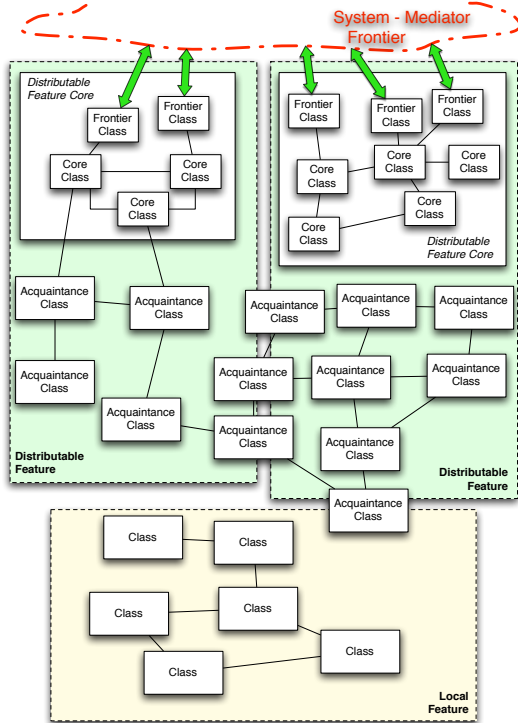 System - Mediator
Frontier
Distributable
Feature Core
Frontier
Class
Frontier
Class
Core
Class
Core
Class
Core
Class
Frontier
Class
Frontier
Class
Frontier
Class
Core
Class
Core
Class
Core
Class
Core
Class
Core
Class
Distributable
Feature Core
Acquaintance
Class
Acquaintance
Class
Acquaintance
Class
Acquaintance
Class
Distributable
Feature
Acquaintance
Class
Acquaintance
Class
Acquaintance
Class
Acquaintance
Class
Acquaintance
Class
Acquaintance
Class
Acquaintance
Class
Acquaintance
Class
Distributable
Feature
Acquaintance
Class
Class
Class
Class
Class
Class
Class
Local
Feature